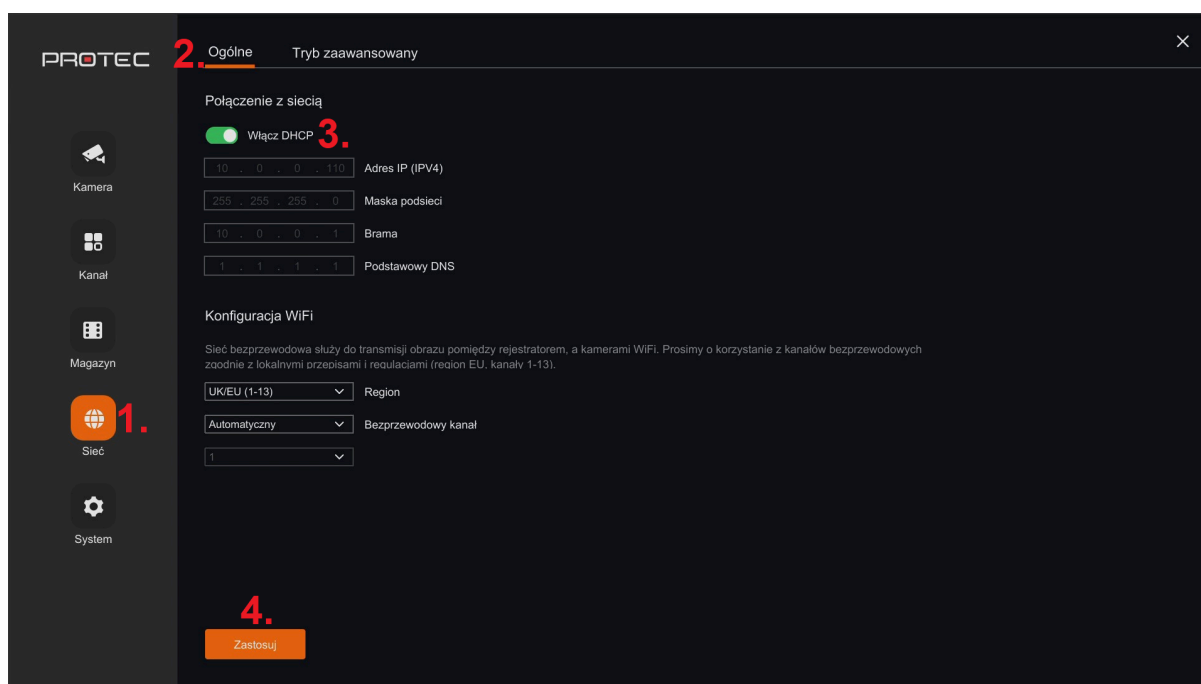 PROTEC
2. Ogólne Tryb zaawansowany
Połączenie z siecią
Włącz DHCP 3.
10 . 0 . 0 . 110 Adres IP (IPV4)
255 . 255 . 255 . 0 Maska podsieci
10 . 0 . 0 . 1 Brama
1 . 1 . 1 . 1 Podstawowy DNS
Konfiguracja WiFi
Sieć bezprzewodowa służy do transmisji obrazu pomiędzy rejestratorem, a kamerami WiFi. Prosimy o korzystanie z kanałów bezprzewodowych
zgodnie z lokalnymi przepisami i regulacjami (region EU, kanały 1-13).
UK/EU (1-13) Region
Automatyczny Bezprzewodowy kanał
1
Kamera
Kanał
Magazyn
1.
Sieć
System
4.
Zastosuj